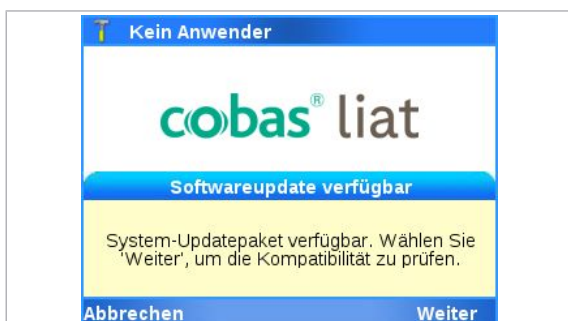 Kein Anwender
cobas® liat
Softwareupdate verfügbar
System-Updatepaket verfügbar. Wählen Sie
'Weiter', um die Kompatibilität zu prüfen.
Abbrechen Weiter